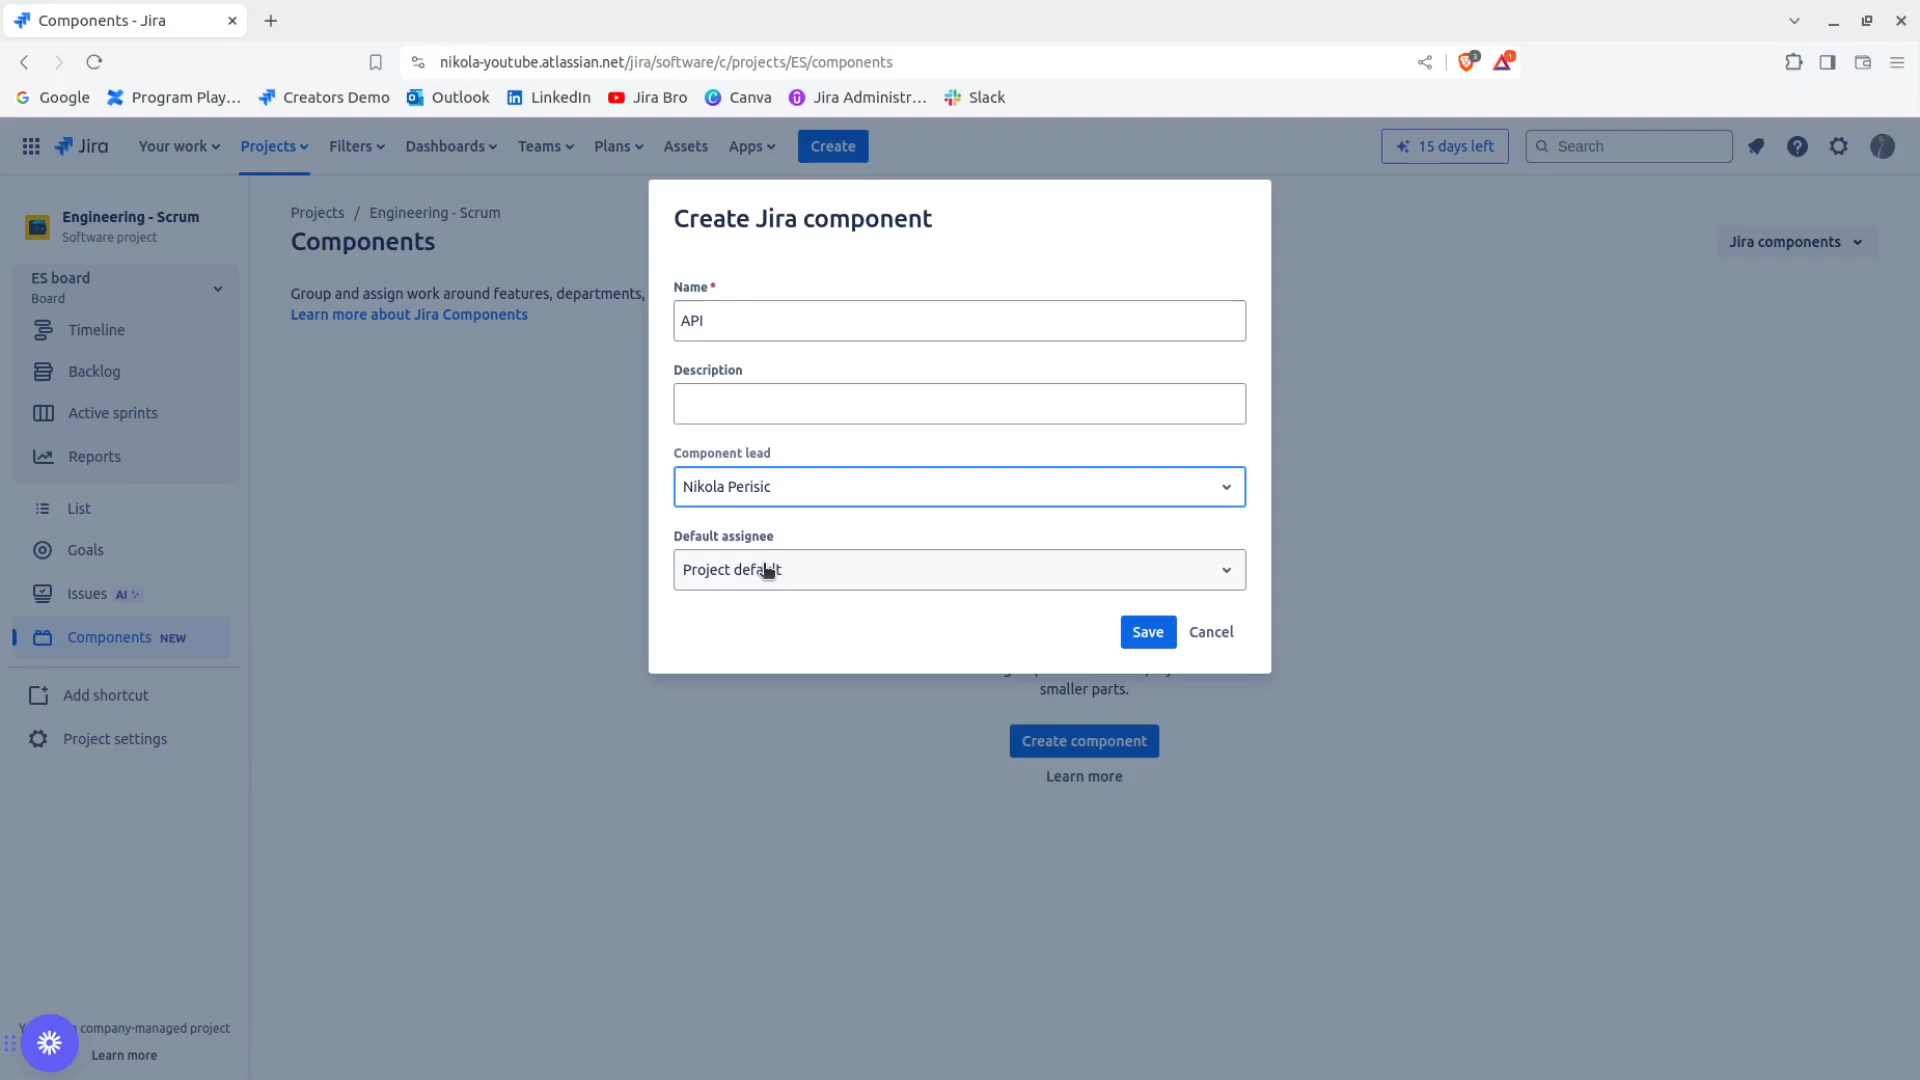 Components - Jira
nikola-youtube.atlassian.net/jira/software/c/projects/ES/components
3
1
Google
Program Play...
Creators Demo
Outlook
LinkedIn
Jira Bro
Canva
Jira Administr...
Slack
Jira
Your work
Projects
Filters
Dashboards
Teams
Plans
Assets
Apps
Create
15 days left
Search
Engineering - Scrum
Software project
ES board
Board
Timeline
Backlog
Active sprints
Reports
List
Goals
Issues AI
Components NEW
Add shortcut
Project settings
company-managed project
Learn more
Projects / Engineering - Scrum
Components
Jira components
Group and assign work around features, departments,
Learn more about Jira Components
Create Jira component
Name *
API
Description
Component lead
Nikola Perisic
Default assignee
Project default
Save
Cancel
smaller parts.
Create component
Learn more